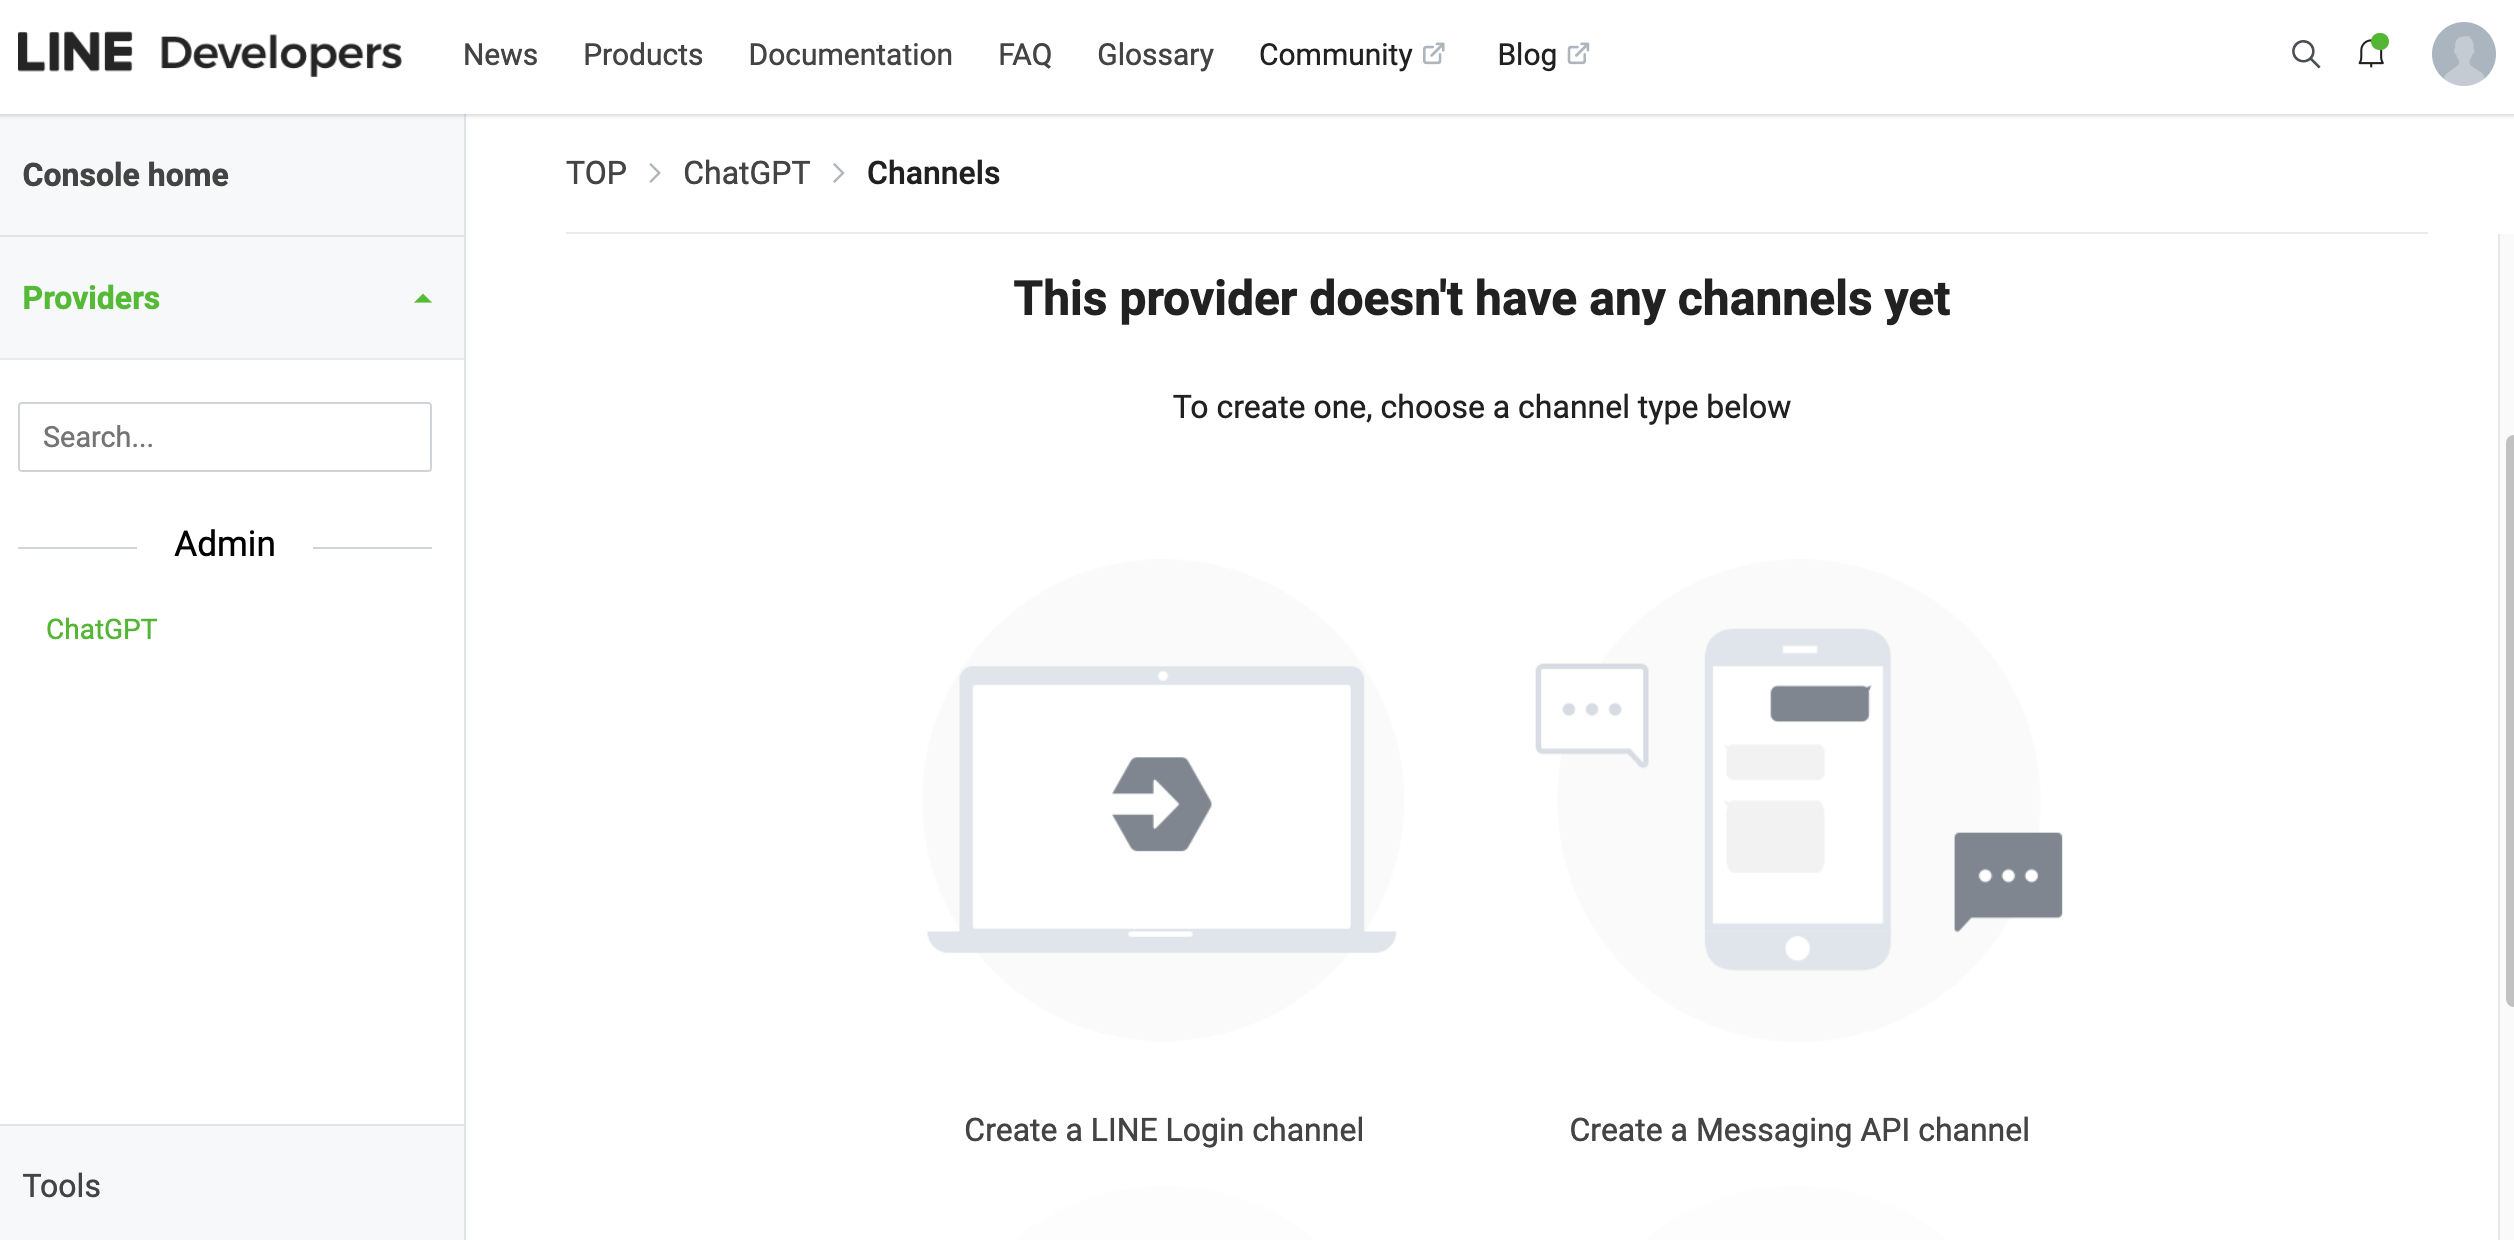 LINE Developers News Products Documentation FAQ Glossary Community Blog
Console home
Providers
Search...
Admin
ChatGPT
Tools
TOP > ChatGPT > Channels
This provider doesn't have any channels yet
To create one, choose a channel type below
Create a LINE Login channel
Create a Messaging API channel